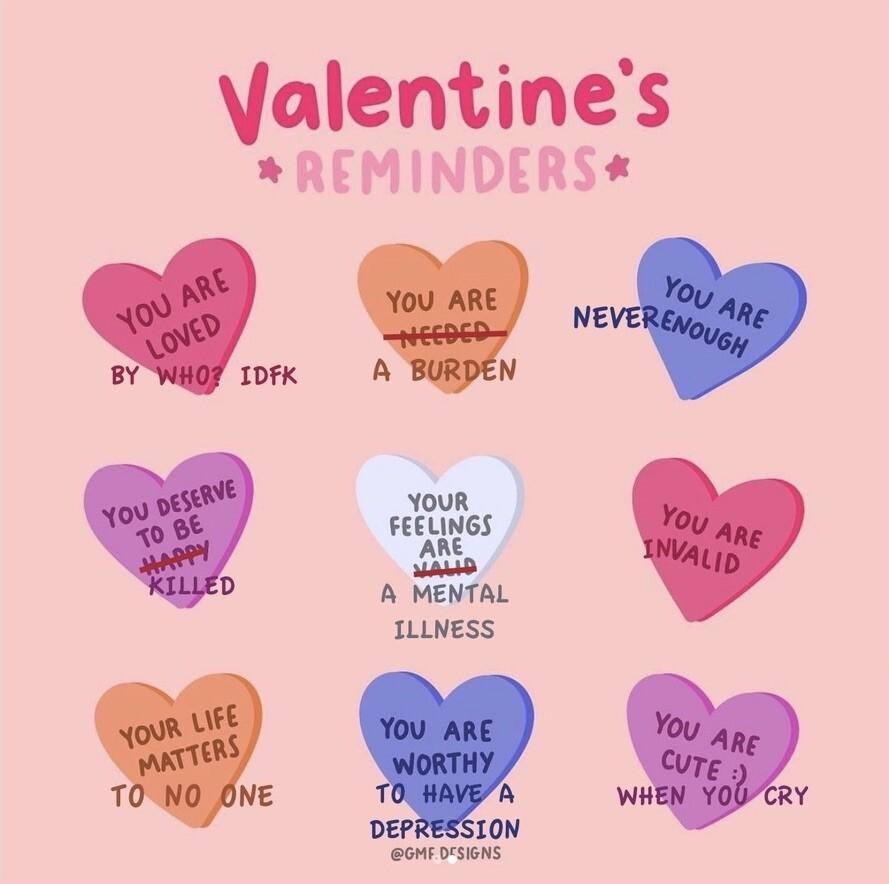 Valentine's
REMINDERS
YOU ARE
LOVED
BY WHO? IDFK
YOU ARE
NEEDED
A BURDEN
YOU ARE
NEVER ENOUGH
YOU DESERVE
TO BE
HAPPY
KILLED
YOUR
FEELINGS
ARE
VALID
A MENTAL
ILLNESS
YOU ARE
INVALID
YOUR LIFE
MATTERS
TO NO ONE
YOU ARE
WORTHY
TO HAVE A
DEPRESSION
YOU ARE
CUTE :)
WHEN YOU CRY
@GMF.DESIGNS